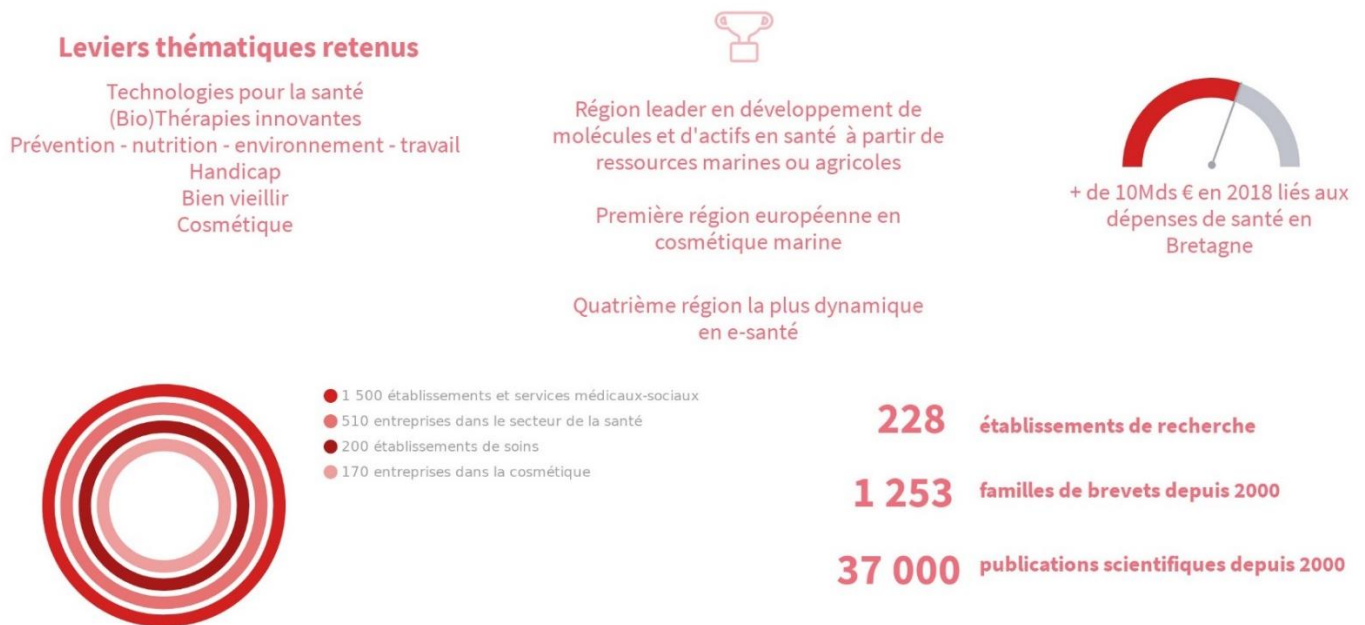 Leviers thématiques retenus
Technologies pour la santé
(Bio)Thérapies innovantes
Prévention - nutrition - environnement - travail
Handicap
Bien vieillir
Cosmétique
Région leader en développement de
molécules et d'actifs en santé à partir de
ressources marines ou agricoles
Première région européenne en
cosmétique marine
Quatrième région la plus dynamique
en e-santé
+ de 10Mds € en 2018 liés aux
dépenses de santé en
Bretagne
1 500 établissements et services médicaux-sociaux
510 entreprises dans le secteur de la santé
200 établissements de soins
170 entreprises dans la cosmétique
228 établissements de recherche
1 253 familles de brevets depuis 2000
37 000 publications scientifiques depuis 2000